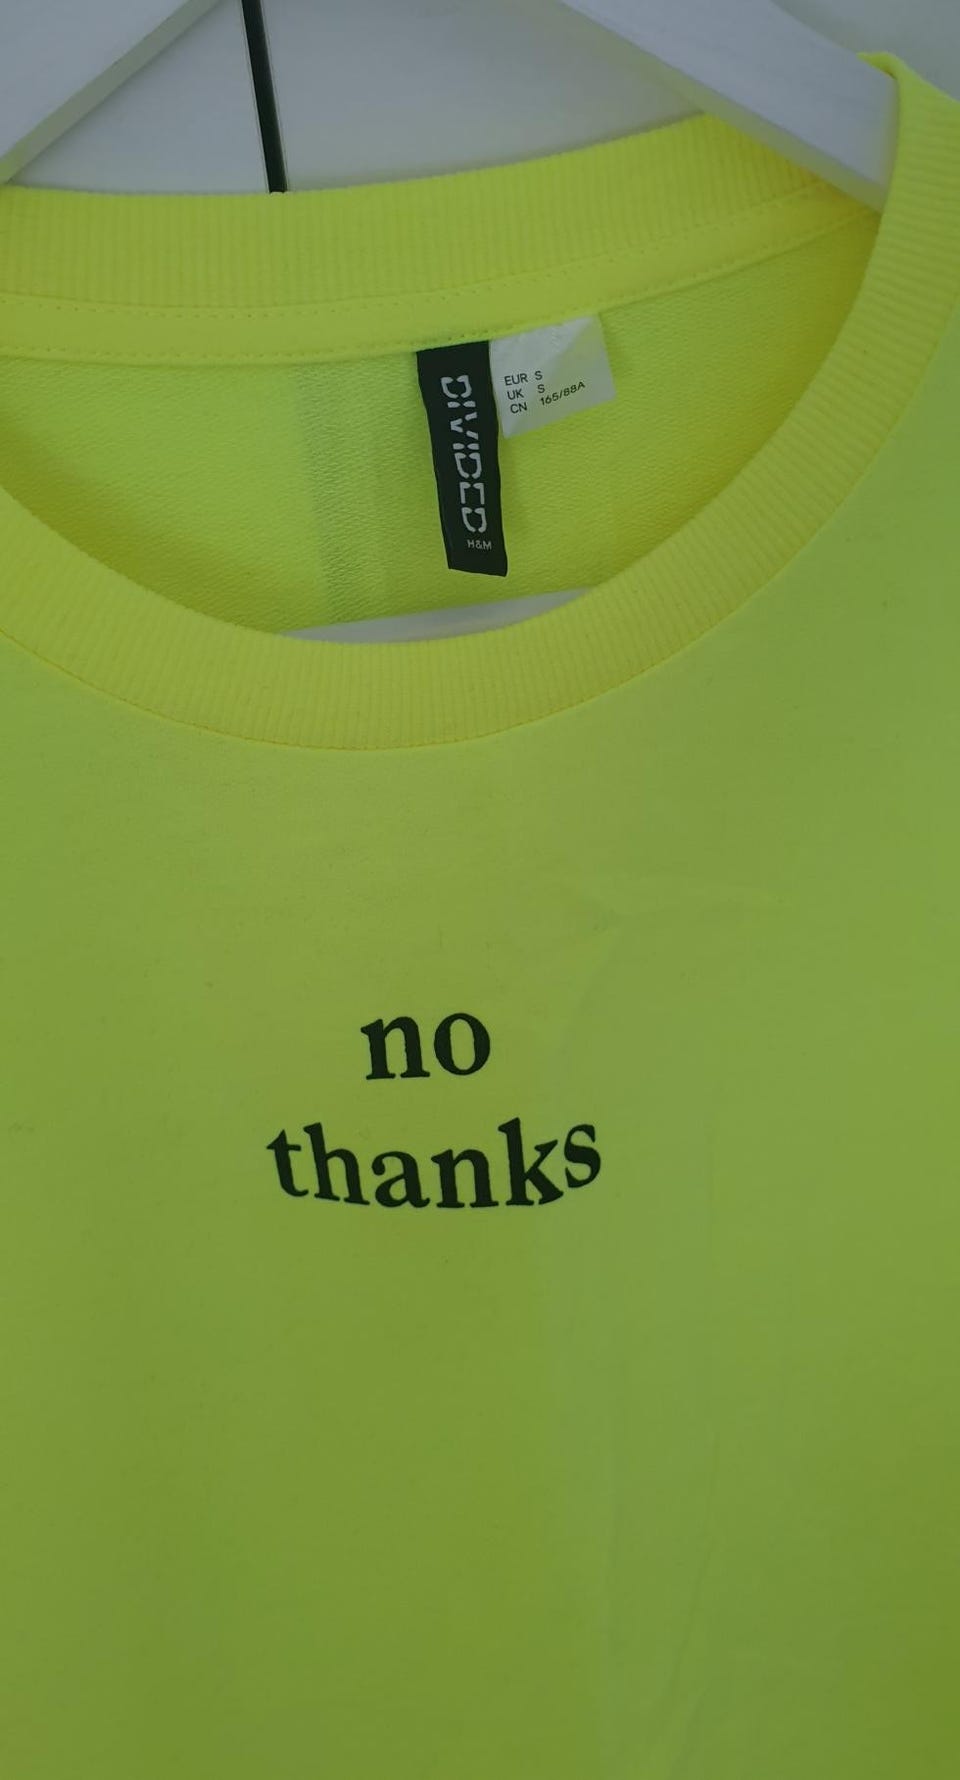 DIVIDED
H&M
EUR S
UK S
CN 165/88A
no
thanks